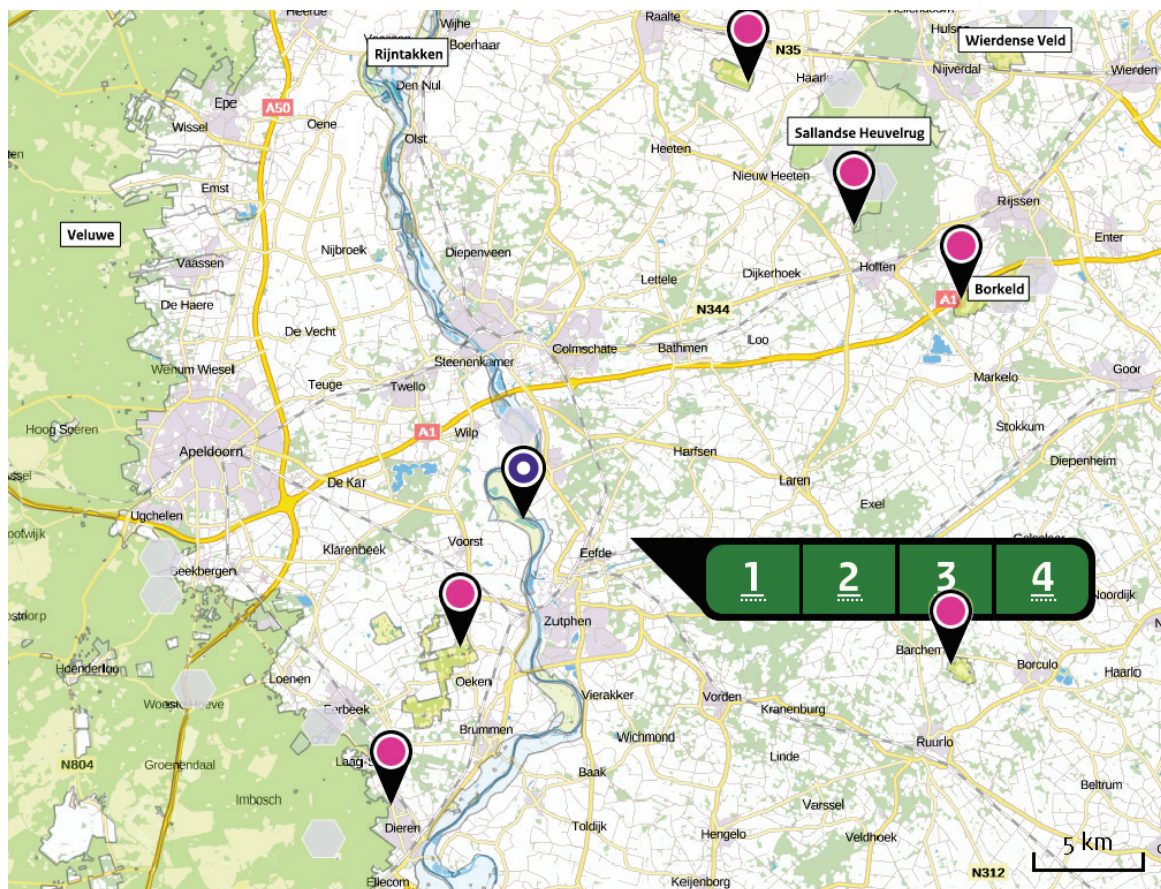 Heerde
Wijhe
Boerhaar
Raalte
N35
Hulsen
Wierdense Veld
Rijntakken
Den Nul
Haarle
Nijverdal
Wierden
Epe
A50
Wissel
Oene
Olst
Sallandse Heuvelrug
Heeten
Nieuw Heeten
Emst
Rijssen
Veluwe
Nijbroek
Diepenveen
Enter
Vaassen
Lettele
Dijkerhoek
Holten
Borkeld
De Haere
A1
N344
De Vecht
Colmschate
Bathmen
Loo
Steenenkamer
Wenum Wiesel
Teuge
Twello
Markelo
Goor
Hoog Soeren
A1
Wilp
Stokkum
Apeldoorn
Harfsen
Diepenheim
De Kar
Laren
Exel
Ugchelen
Klarenbeek
Voorst
Eefde
Beekbergen
1
2
3
4
Noordijk
Zutphen
Barchem
Hoenderloo
Loenen
Oeken
Borculo
Haarlo
Vierakker
Vorden
Woeste Hoeve
Eerbeek
Kranenburg
Brummen
Wichmond
Ruurlo
N804
Groenendaal
Linde
Baak
Beltrum
Imbosch
Varssel
Dieren
Toldijk
Hengelo
Veldhoek
5 km
Ellecom
Keijenborg
N312